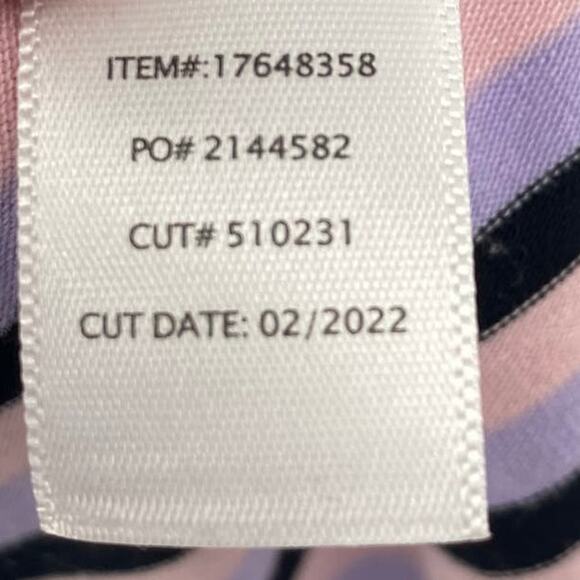 ITEM#:17648358
PO# 2144582
CUT# 510231
CUT DATE: 02/2022